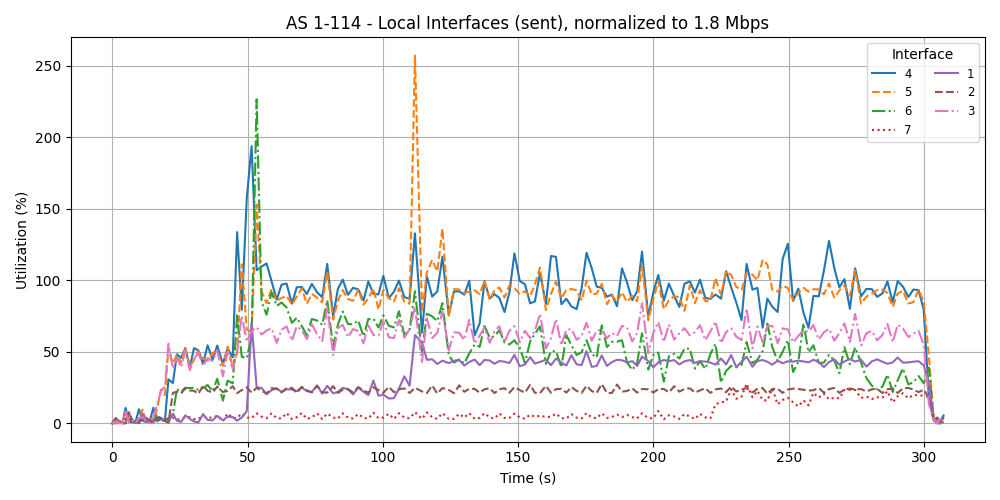 AS 1-114 - Local Interfaces (sent), normalized to 1.8 Mbps
Utilization (%)
250
200
150
100
50
0
0 50 100 150 200 250 300
Time (s)
Interface
4 1
5 2
6 3
7